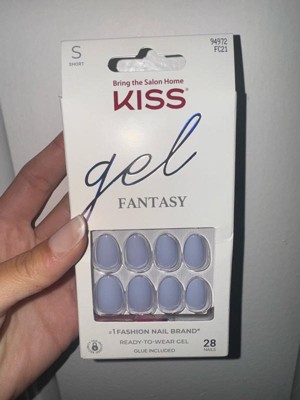 S
SHORT
94972
FC21
Bring the Salon Home
KISS
gel
FANTASY
#1 FASHION NAIL BRAND*
READY-TO-WEAR GEL
GLUE INCLUDED
28
NAILS